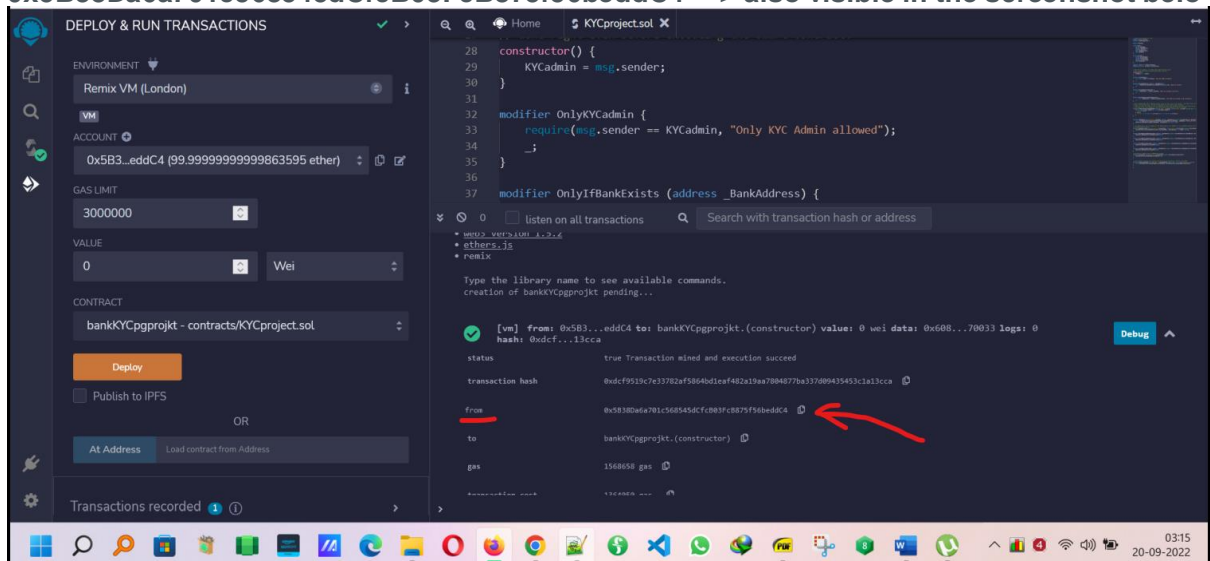 DEPLOY & RUN TRANSACTIONS
ENVIRONMENT
Remix VM (London)
VM
ACCOUNT
0x5B3...eddC4 (99.99999999999863595 ether)
GAS LIMIT
3000000
VALUE
0
Wei
CONTRACT
bankKYCpgprojkt - contracts/KYCproject.sol
Deploy
Publish to IPFS
OR
At Address
Load contract from Address
Transactions recorded 1
Home
KYCproject.sol
28 constructor() {
29 KYCadmin = msg.sender;
30 }
31
32 modifier OnlyKYCadmin {
33 require(msg.sender == KYCadmin, "Only KYC Admin allowed");
34 _;
35 }
36
37 modifier OnlyIfBankExists (address _BankAddress) {
0
listen on all transactions
Search with transaction hash or address
web3 version 1.5.2
ethers.js
remix
Type the library name to see available commands.
creation of bankKYCpgprojkt pending...
[vm] from: 0x5B3...eddC4 to: bankKYCpgprojkt.(constructor) value: 0 wei data: 0x608...70033 logs: 0
hash: 0xdcf...13cca
Debug
status true Transaction mined and execution succeed
transaction hash
from 0x5B38Da6a701c568545dCfcB03FcB875f56beddC4
to bankKYCpgprojkt.(constructor)
gas 1568658 gas
03:15
20-09-2022